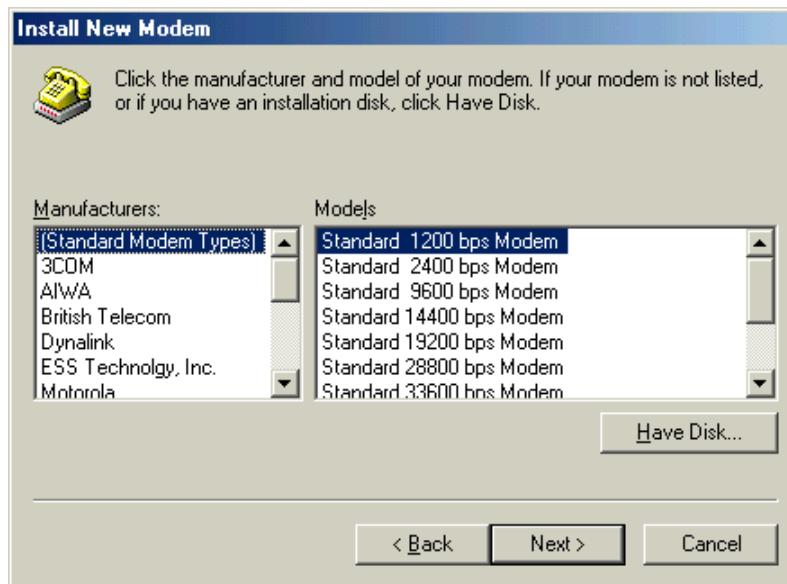 Install New Modem
Click the manufacturer and model of your modem. If your modem is not listed,
or if you have an installation disk, click Have Disk.
Manufacturers:
(Standard Modem Types)
3COM
AIWA
British Telecom
Dynalink
ESS Technolgy, Inc.
Motorola
Models
Standard 1200 bps Modem
Standard 2400 bps Modem
Standard 9600 bps Modem
Standard 14400 bps Modem
Standard 19200 bps Modem
Standard 28800 bps Modem
Standard 33600 bps Modem
Have Disk...
< Back
Next >
Cancel